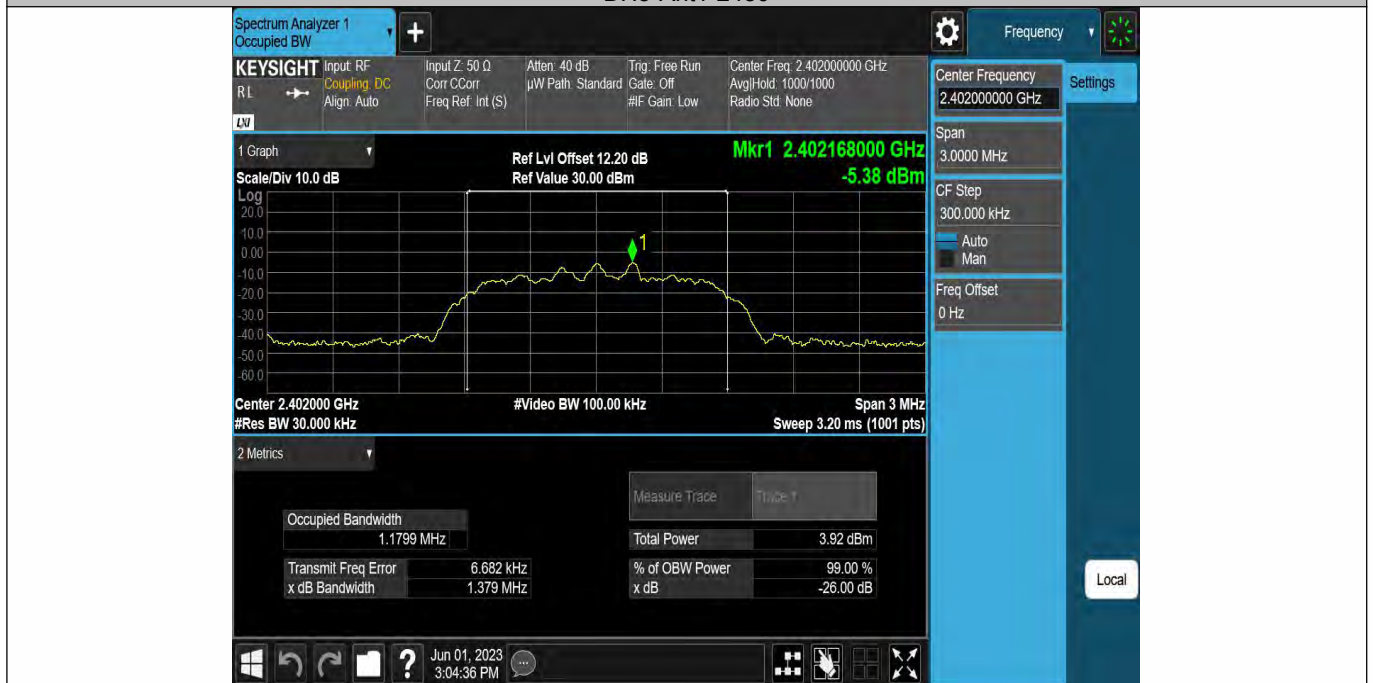 Spectrum Analyzer 1
Occupied BW
+
Frequency
KEYSIGHT
R L
LXI
Input: RF
Coupling: DC
Align: Auto
Input Z: 50 Ω
Corr CCorr
Freq Ref: Int (S)
Atten: 40 dB
µW Path: Standard
Trig: Free Run
Gate: Off
#IF Gain: Low
Center Freq: 2.402000000 GHz
Avg|Hold: 1000/1000
Radio Std: None
Center Frequency
2.402000000 GHz
Settings
Span
3.0000 MHz
CF Step
300.000 kHz
Auto
Man
Freq Offset
0 Hz
Local
1 Graph
Scale/Div 10.0 dB
Ref Lvl Offset 12.20 dB
Ref Value 30.00 dBm
Mkr1 2.402168000 GHz
-5.38 dBm
Log
20.0
10.0
0.00
-10.0
-20.0
-30.0
-40.0
-50.0
-60.0
1
Center 2.402000 GHz
#Video BW 100.00 kHz
Span 3 MHz
#Res BW 30.000 kHz
Sweep 3.20 ms (1001 pts)
2 Metrics
Measure Trace
Trace 1
Occupied Bandwidth
1.1799 MHz
Total Power
3.92 dBm
Transmit Freq Error
6.682 kHz
% of OBW Power
99.00 %
x dB Bandwidth
1.379 MHz
x dB
-26.00 dB
?
Jun 01, 2023
3:04:36 PM